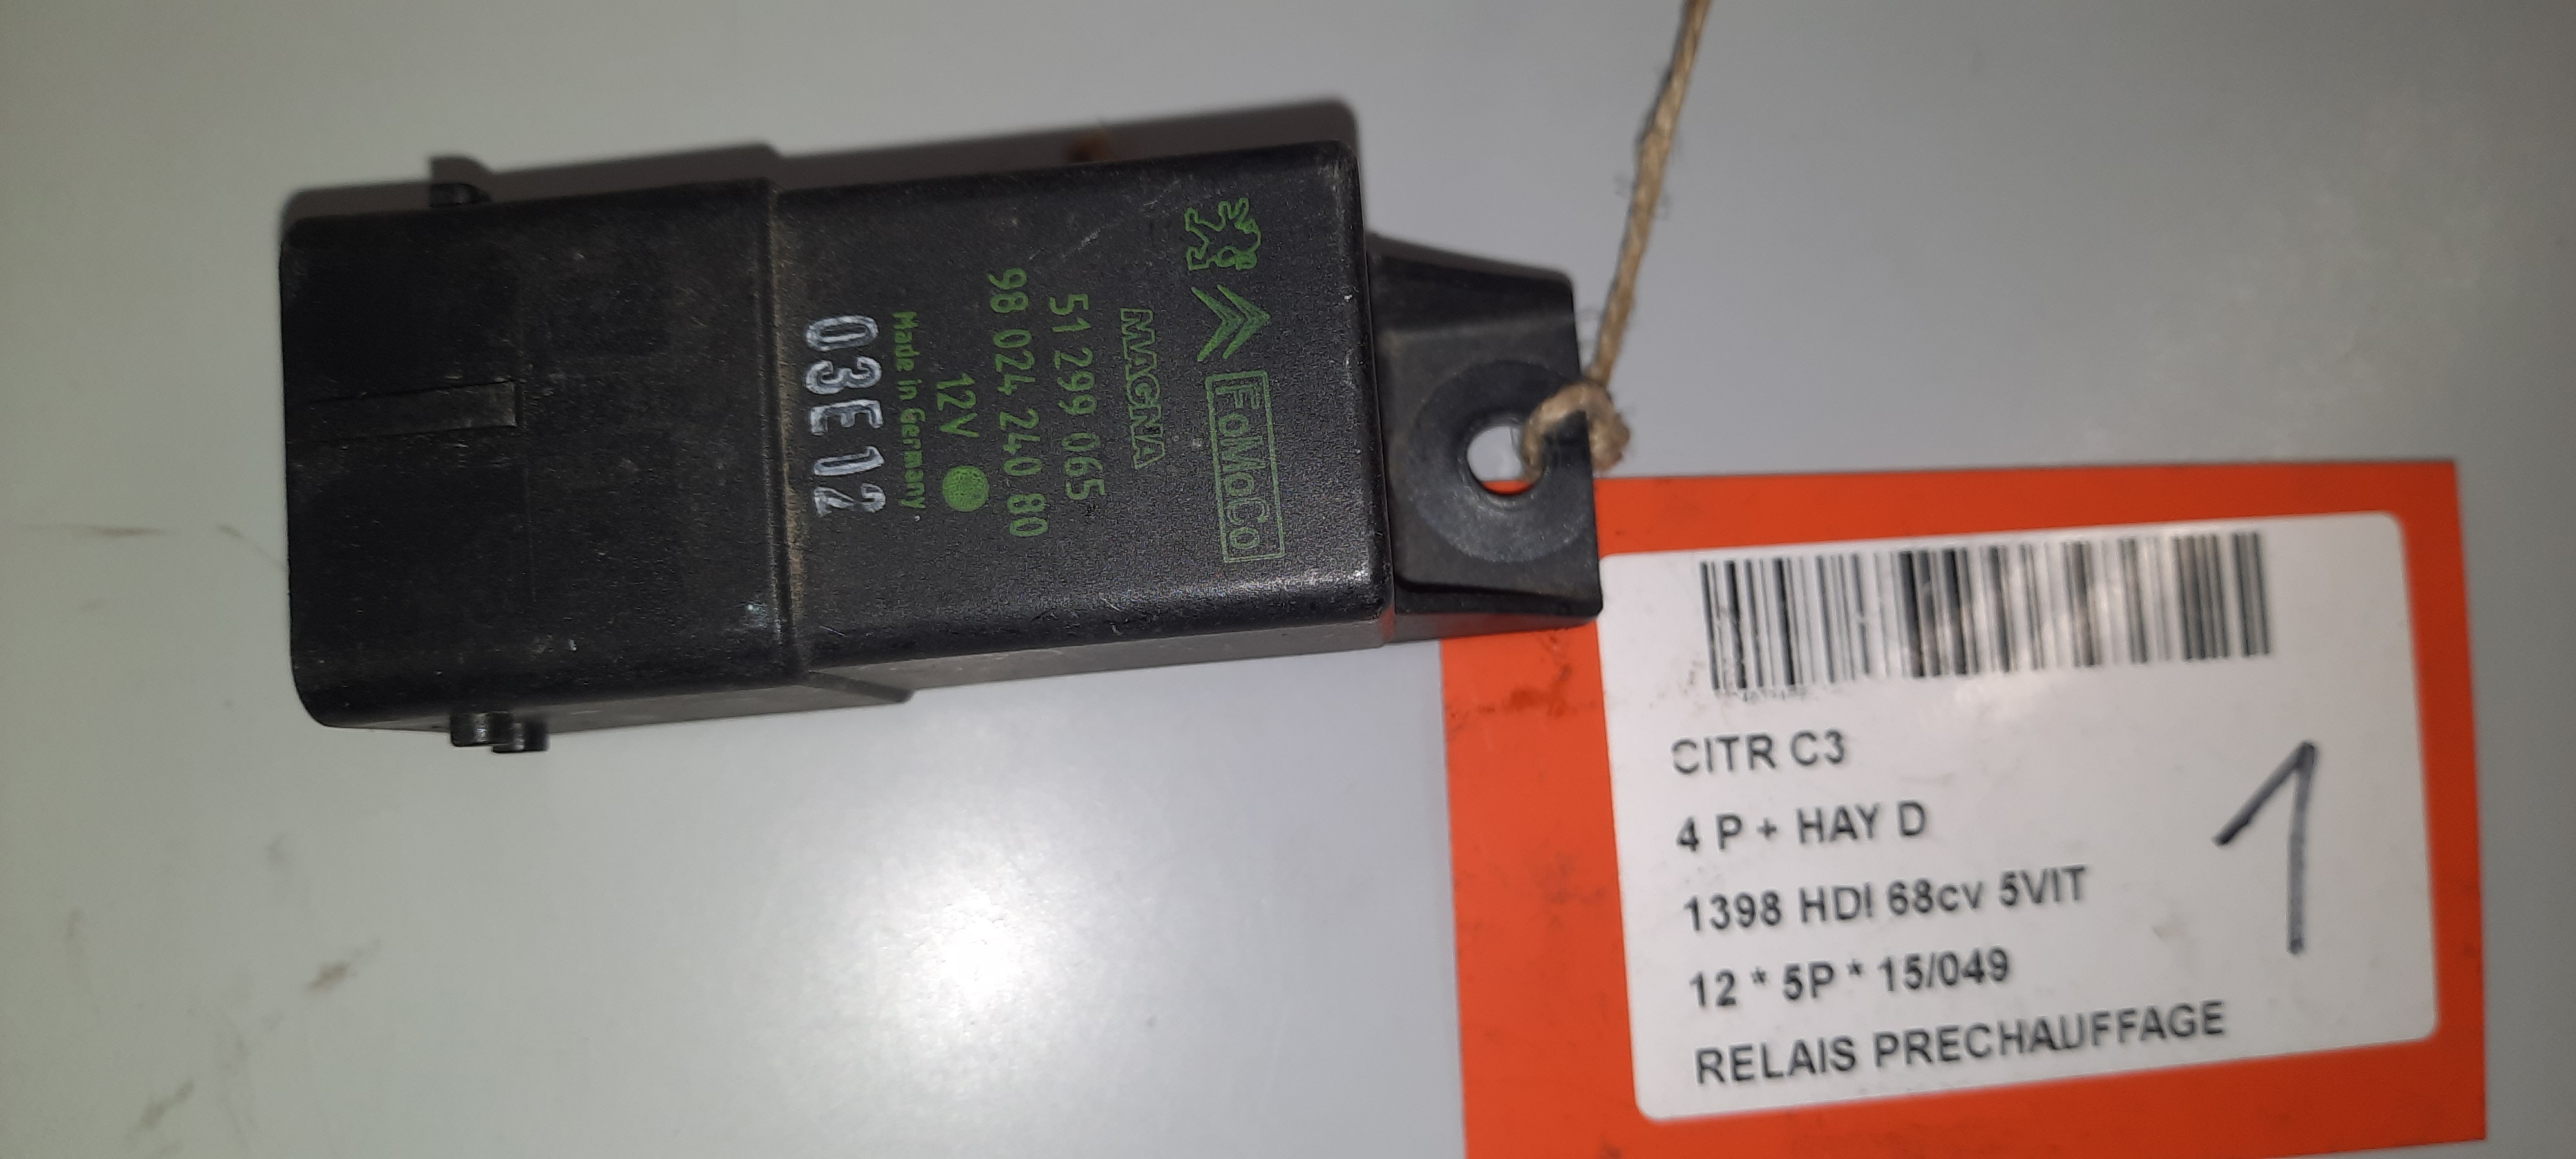 FoMoCo
MAGNA
51 299 065
98 024 240 80
12V
Made in Germany
03E12
CITR C3
4 P + HAY D
1398 HDI 68cv 5VIT
12 * 5P * 15/049
RELAIS PRECHAUFFAGE
1